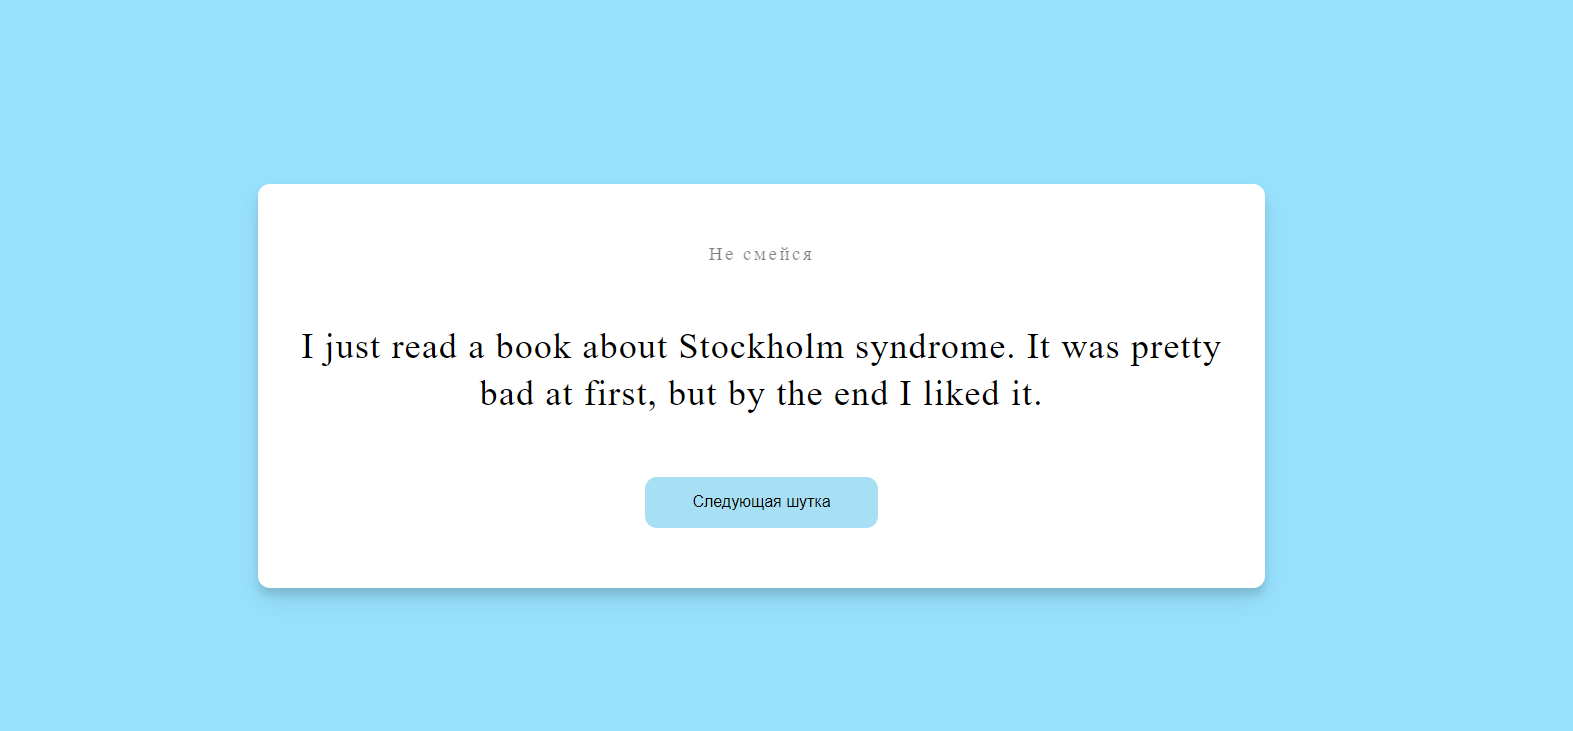 Не смейся
I just read a book about Stockholm syndrome. It was pretty
bad at first, but by the end I liked it.
Следующая шутка